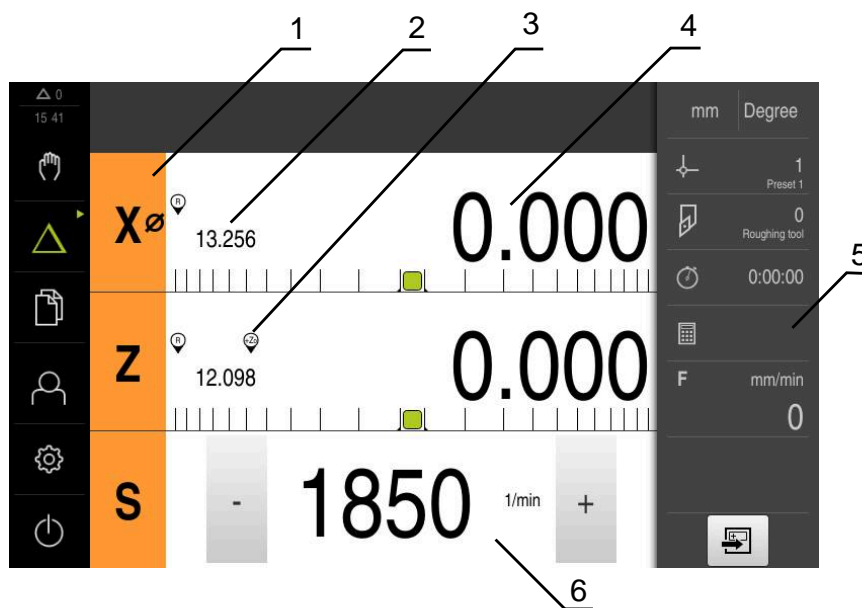 1 2 3 4
0
15 41
mm Degree
1
Preset 1
X⌀
R
13.256
0.000
0
Roughing tool
0:00:00
5
Z
R
+Z₀
12.098
0.000
F mm/min
0
S - 1850 1/min +
6